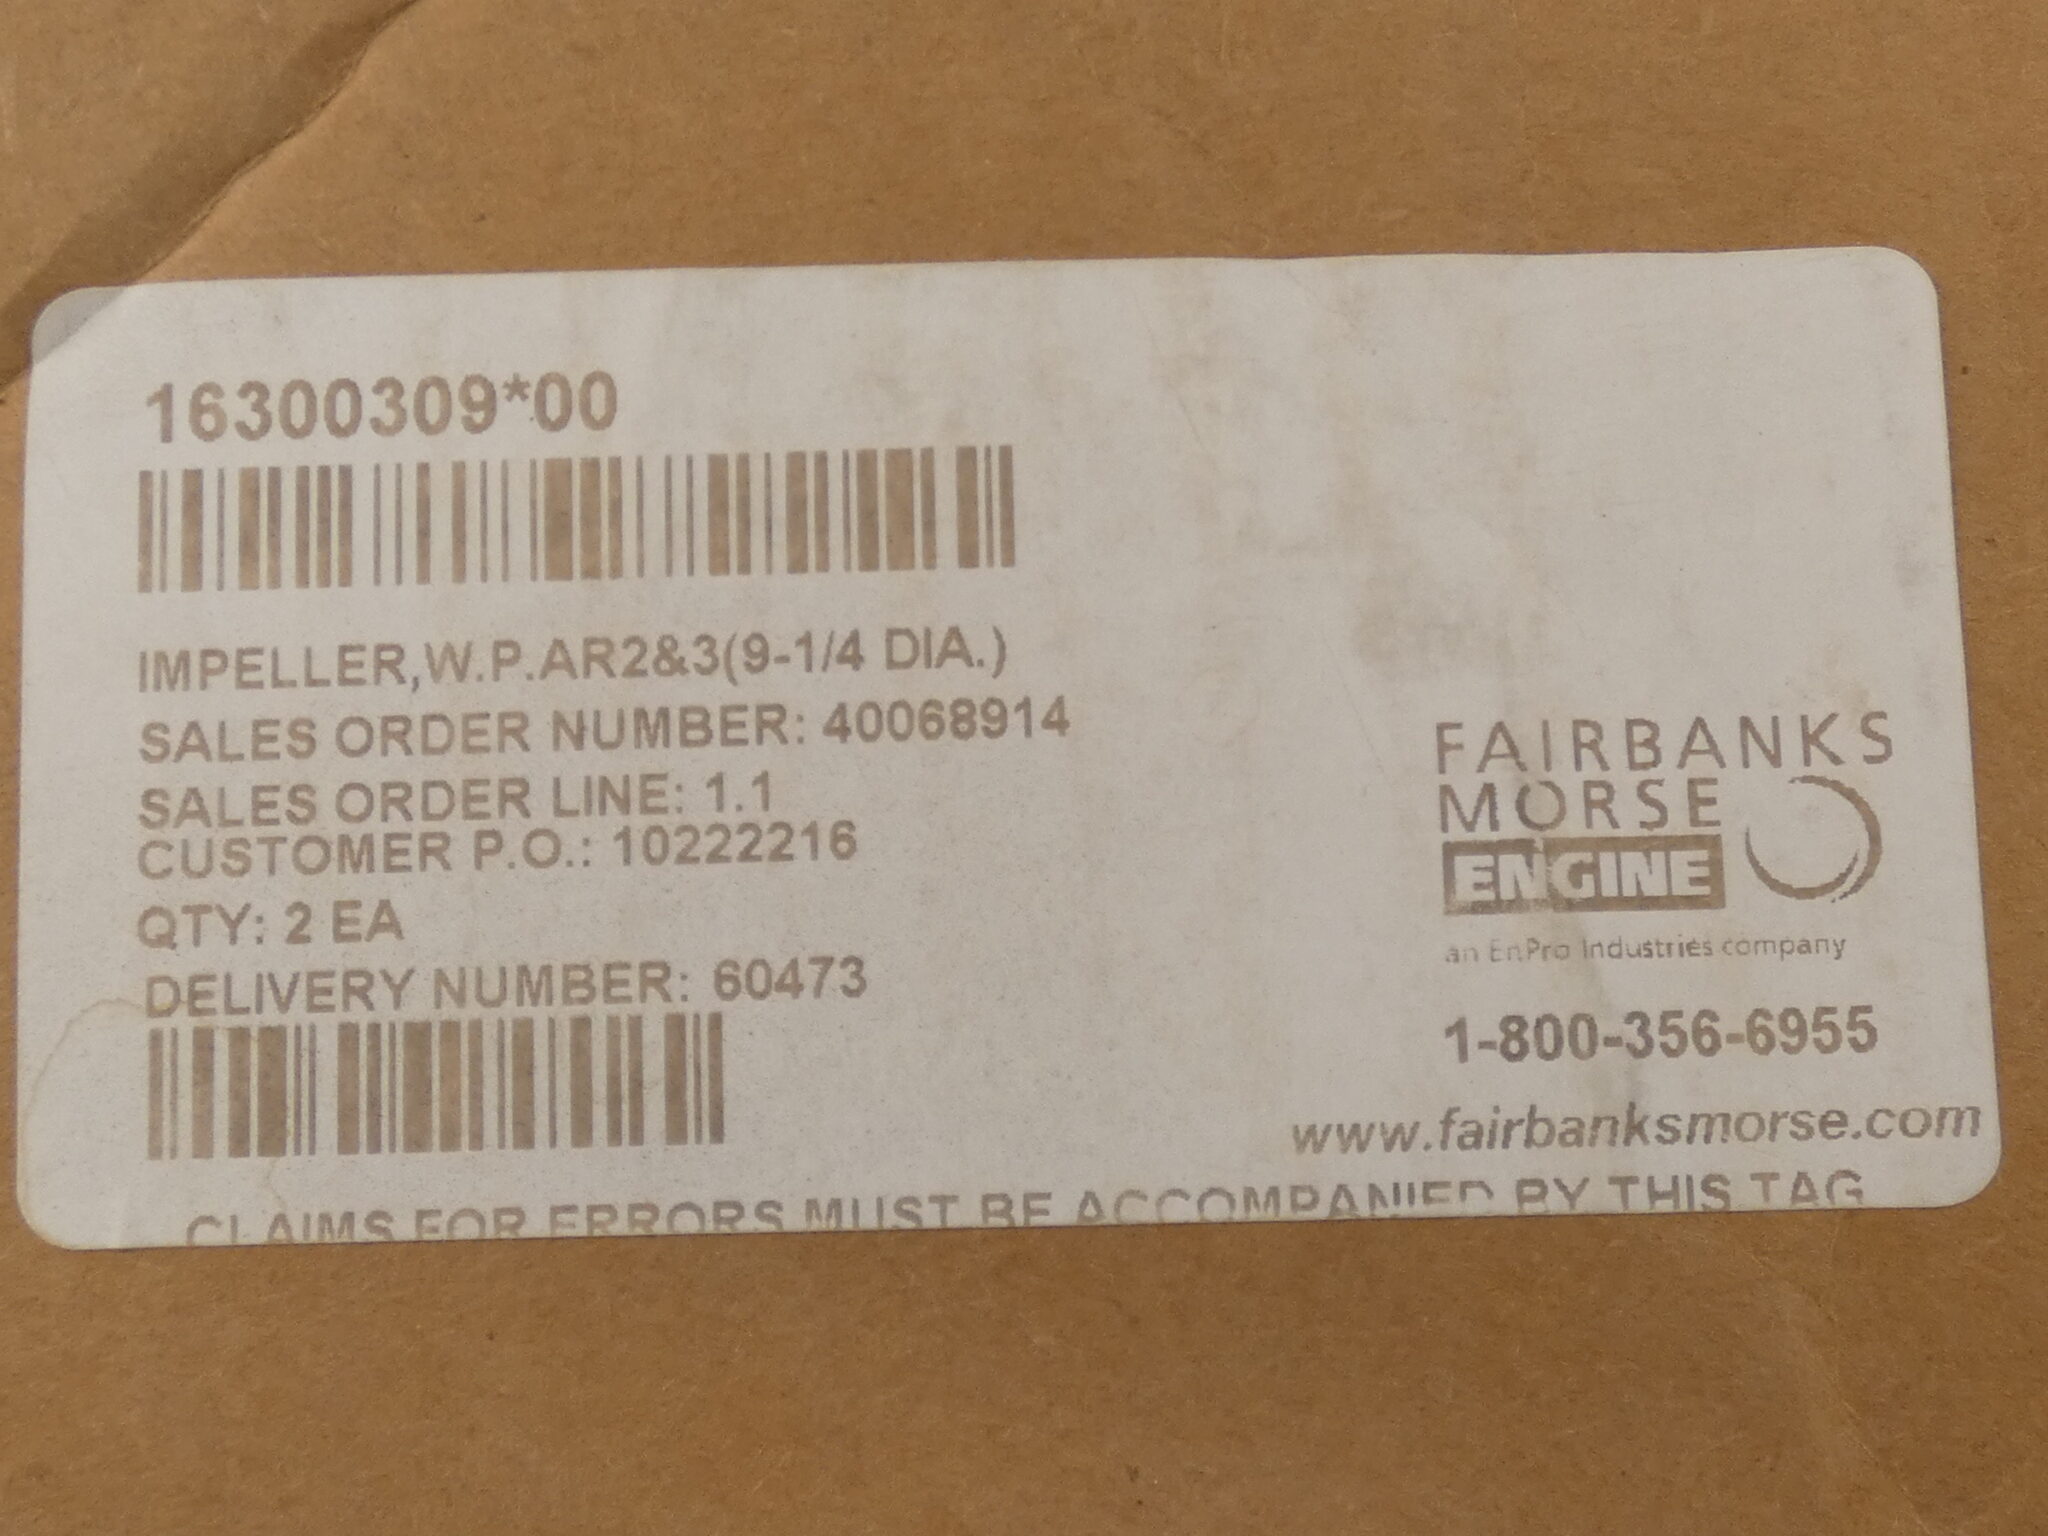 16300309*00
IMPELLER,W.P.AR2&3(9-1/4 DIA.)
SALES ORDER NUMBER: 40068914
SALES ORDER LINE: 1.1
CUSTOMER P.O.: 10222216
QTY: 2 EA
DELIVERY NUMBER: 60473
FAIRBANKS
MORSE
ENGINE
an EnPro Industries company
1-800-356-6955
www.fairbanksmorse.com
CLAIMS FOR ERRORS MUST BE ACCOMPANIED BY THIS TAG